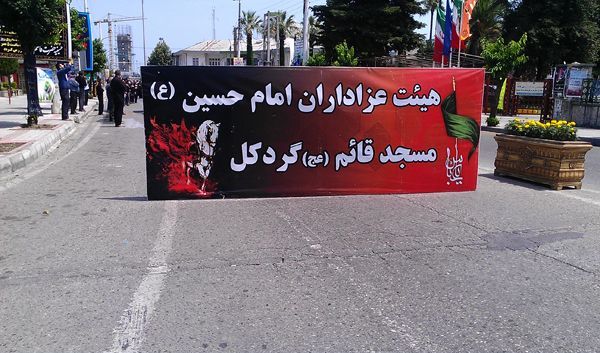 هیئت عزاداران امام حسین (ع)
مسجد قائم (عج) گردکل